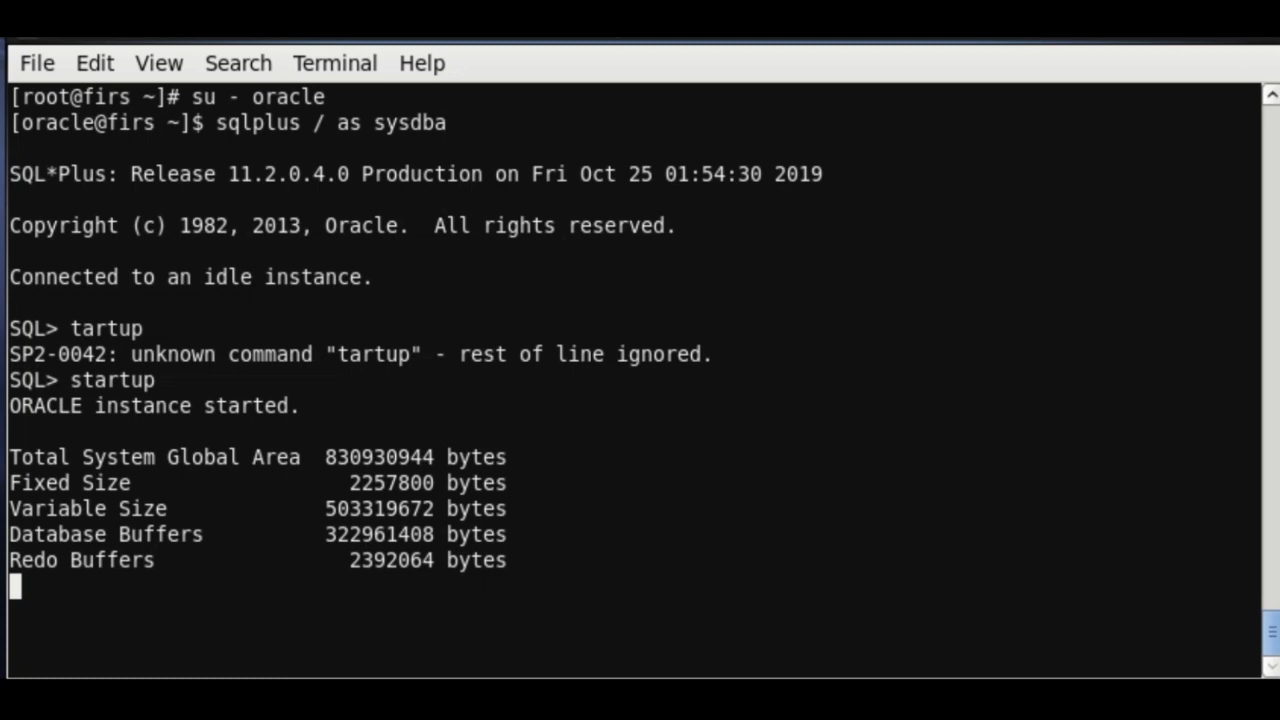 File Edit View Search Terminal Help
[root@firs ~]# su - oracle
[oracle@firs ~]$ sqlplus / as sysdba
SQL*Plus: Release 11.2.0.4.0 Production on Fri Oct 25 01:54:30 2019
Copyright (c) 1982, 2013, Oracle.  All rights reserved.
Connected to an idle instance.
SQL> tartup
SP2-0042: unknown command "tartup" - rest of line ignored.
SQL> startup
ORACLE instance started.
Total System Global Area  830930944 bytes
Fixed Size                  2257800 bytes
Variable Size             503319672 bytes
Database Buffers          322961408 bytes
Redo Buffers                2392064 bytes